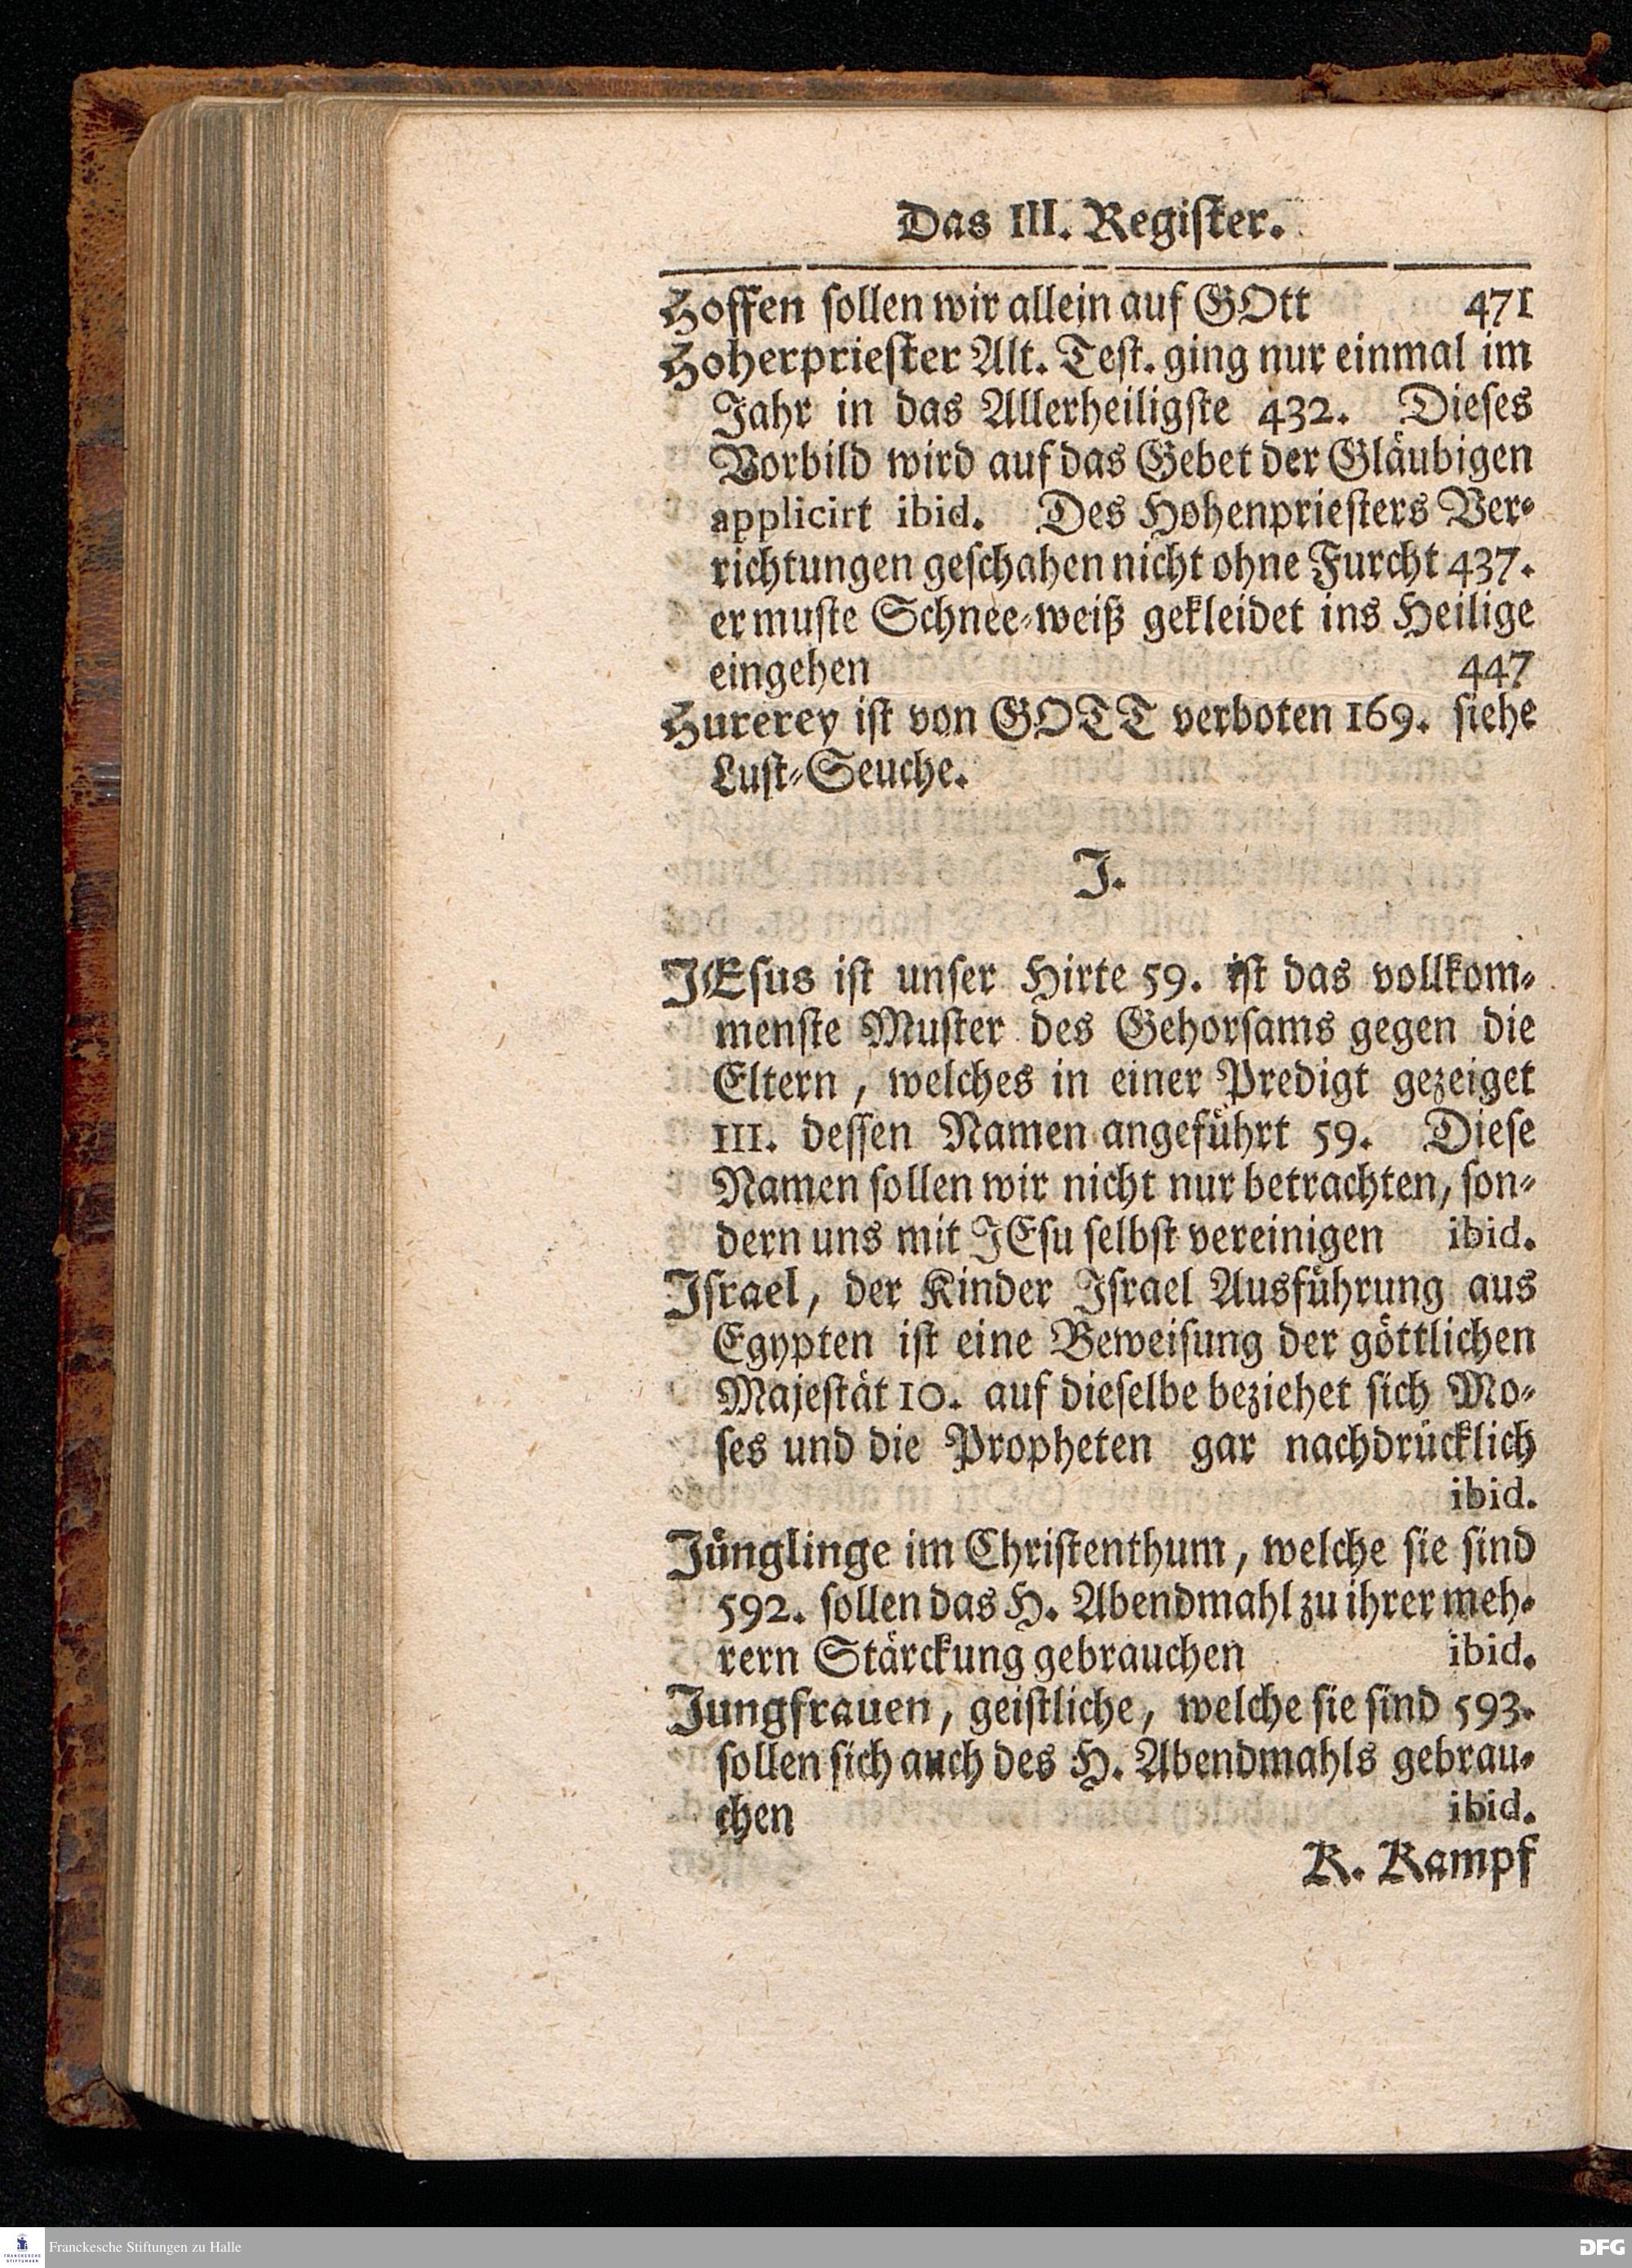 Das III. Regiſter.
Hoffen ſollen wir allein auf GOtt 471
Hoherprieſter Alt. Teſt. ging nur einmal im
Jahr in das Allerheiligſte 432. Dieſes
Vorbild wird auf das Gebet der Gläubigen
applicirt ibid. Des Hohenprieſters Ver⸗
richtungen geſchahen nicht ohne Furcht 437.
er muſte Schnee⸗weiß gekleidet ins Heilige
eingehen 447
Hurerey iſt von GOTT verboten 169. ſiehe
Luſt⸗Seuche.
J.
JEſus iſt unſer Hirte 59. iſt das vollkom⸗
menſte Muſter des Gehorſams gegen die
Eltern, welches in einer Predigt gezeiget
111. deſſen Namen angeführt 59. Dieſe
Namen ſollen wir nicht nur betrachten, ſon⸗
dern uns mit JEſu ſelbſt vereinigen ibid.
Jſrael, der Kinder Jſrael Ausführung aus
Egypten iſt eine Beweiſung der göttlichen
Majeſtät 10. auf dieſelbe beziehet ſich Mo⸗
ſes und die Propheten gar nachdrücklich
ibid.
Jünglinge im Chriſtenthum, welche ſie ſind
592. ſollen das H. Abendmahl zu ihrer meh⸗
rern Stärckung gebrauchen ibid.
Jungfrauen, geiſtliche, welche ſie ſind 593.
ſollen ſich auch des H. Abendmahls gebrau⸗
chen ibid.
K. Kampf
FRANCKESCHE STIFTUNGEN
Franckesche Stiftungen zu Halle
DFG